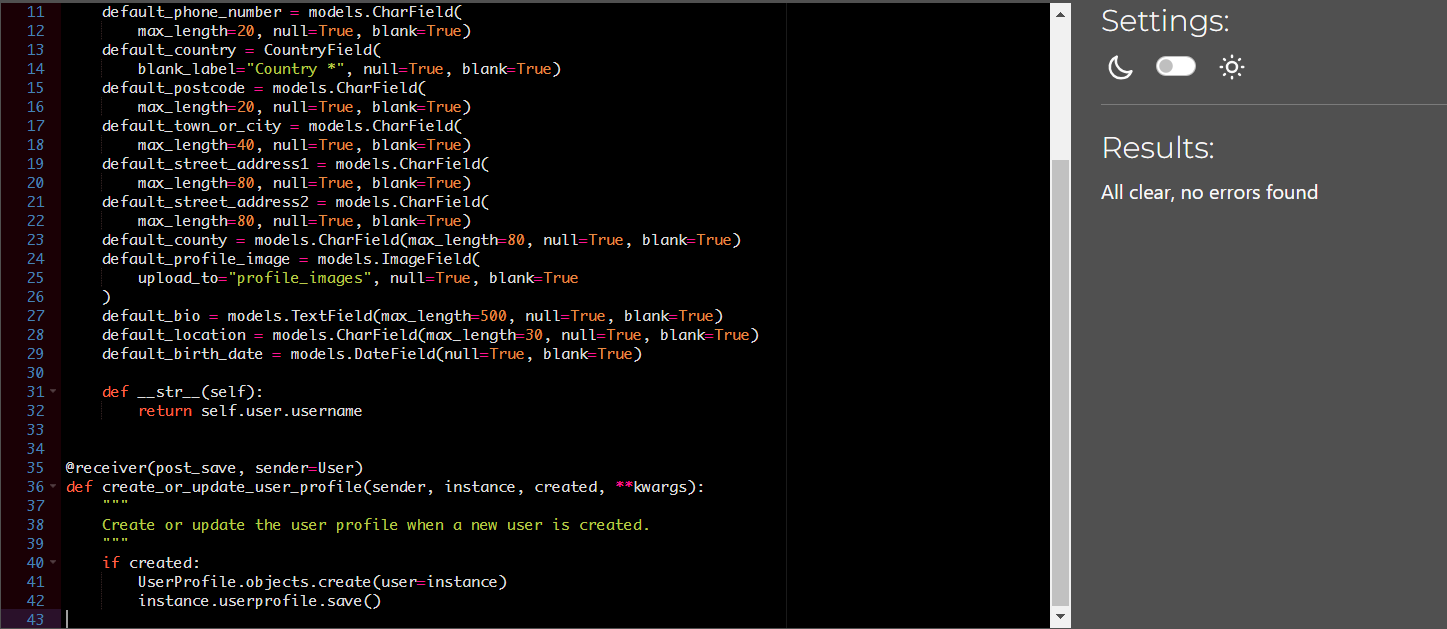 11 default_phone_number = models.CharField(
12 max_length=20, null=True, blank=True)
13 default_country = CountryField(
14 blank_label="Country *", null=True, blank=True)
15 default_postcode = models.CharField(
16 max_length=20, null=True, blank=True)
17 default_town_or_city = models.CharField(
18 max_length=40, null=True, blank=True)
19 default_street_address1 = models.CharField(
20 max_length=80, null=True, blank=True)
21 default_street_address2 = models.CharField(
22 max_length=80, null=True, blank=True)
23 default_county = models.CharField(max_length=80, null=True, blank=True)
24 default_profile_image = models.ImageField(
25 upload_to="profile_images", null=True, blank=True
26 )
27 default_bio = models.TextField(max_length=500, null=True, blank=True)
28 default_location = models.CharField(max_length=30, null=True, blank=True)
29 default_birth_date = models.DateField(null=True, blank=True)
30
31 def __str__(self):
32 return self.user.username
33
34
35 @receiver(post_save, sender=User)
36 def create_or_update_user_profile(sender, instance, created, **kwargs):
37 """
38 Create or update the user profile when a new user is created.
39 """
40 if created:
41 UserProfile.objects.create(user=instance)
42 instance.userprofile.save()
43
Settings:
Results:
All clear, no errors found